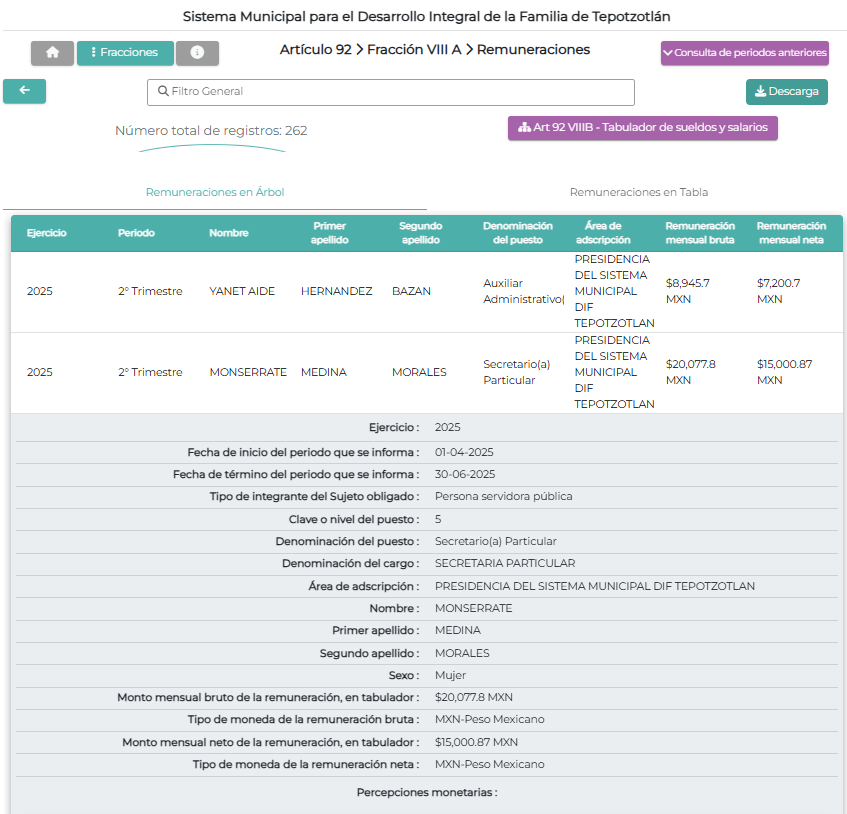 Sistema Municipal para el Desarrollo Integral de la Familia de Tepotzotlán
Fracciones
Artículo 92 > Fracción VIII A > Remuneraciones
Consulta de periodos anteriores
Filtro General
Descarga
Número total de registros: 262
Art 92 VIIIB - Tabulador de sueldos y salarios
Remuneraciones en Árbol
Remuneraciones en Tabla
Ejercicio Periodo Nombre Primer apellido Segundo apellido Denominación del puesto Área de adscripción Remuneración mensual bruta Remuneración mensual neta
2025 2° Trimestre YANET AIDE HERNANDEZ BAZAN Auxiliar Administrativo( PRESIDENCIA DEL SISTEMA MUNICIPAL DIF TEPOTZOTLAN $8,945.7 MXN $7,200.7 MXN
2025 2° Trimestre MONSERRATE MEDINA MORALES Secretario(a) Particular PRESIDENCIA DEL SISTEMA MUNICIPAL DIF TEPOTZOTLAN $20,077.8 MXN $15,000.87 MXN
Ejercicio : 2025
Fecha de inicio del periodo que se informa : 01-04-2025
Fecha de término del periodo que se informa : 30-06-2025
Tipo de integrante del Sujeto obligado : Persona servidora pública
Clave o nivel del puesto : 5
Denominación del puesto : Secretario(a) Particular
Denominación del cargo : SECRETARIA PARTICULAR
Área de adscripción : PRESIDENCIA DEL SISTEMA MUNICIPAL DIF TEPOTZOTLAN
Nombre : MONSERRATE
Primer apellido : MEDINA
Segundo apellido : MORALES
Sexo : Mujer
Monto mensual bruto de la remuneración, en tabulador : $20,077.8 MXN
Tipo de moneda de la remuneración bruta : MXN-Peso Mexicano
Monto mensual neto de la remuneración, en tabulador : $15,000.87 MXN
Tipo de moneda de la remuneración neta : MXN-Peso Mexicano
Percepciones monetarias :